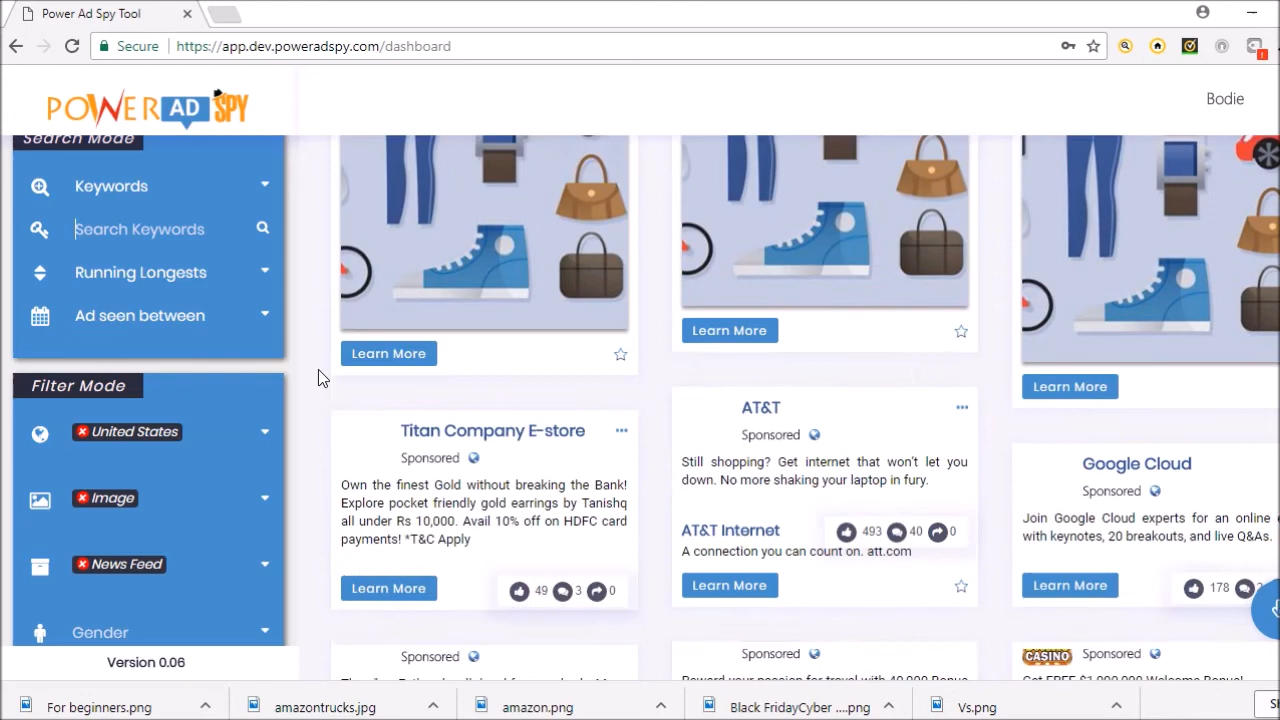 Power Ad Spy Tool
Secure
https://app.dev.poweradspy.com/dashboard
POWER AD SPY
Bodie
Search Mode
Keywords
Search Keywords
Running Longests
Ad seen between
Filter Mode
United States
Image
News Feed
Gender
Version 0.06
Learn More
Titan Company E-store
Sponsored
Own the finest Gold without breaking the Bank!
Explore pocket friendly gold earrings by Tanishq
all under Rs 10,000. Avail 10% off on HDFC card
payments! *T&C Apply
Learn More
49 3 0
Sponsored
Learn More
AT&T
Sponsored
Still shopping? Get internet that won't let you
down. No more shaking your laptop in fury.
AT&T Internet
493 40 0
A connection you can count on. att.com
Learn More
Sponsored
Learn More
Google Cloud
Sponsored
Join Google Cloud experts for an online
with keynotes, 20 breakouts, and live Q&As.
Learn More
178
CASINO
Sponsored
For beginners.png
amazontrucks.jpg
amazon.png
Black FridayCyber ....png
Vs.png